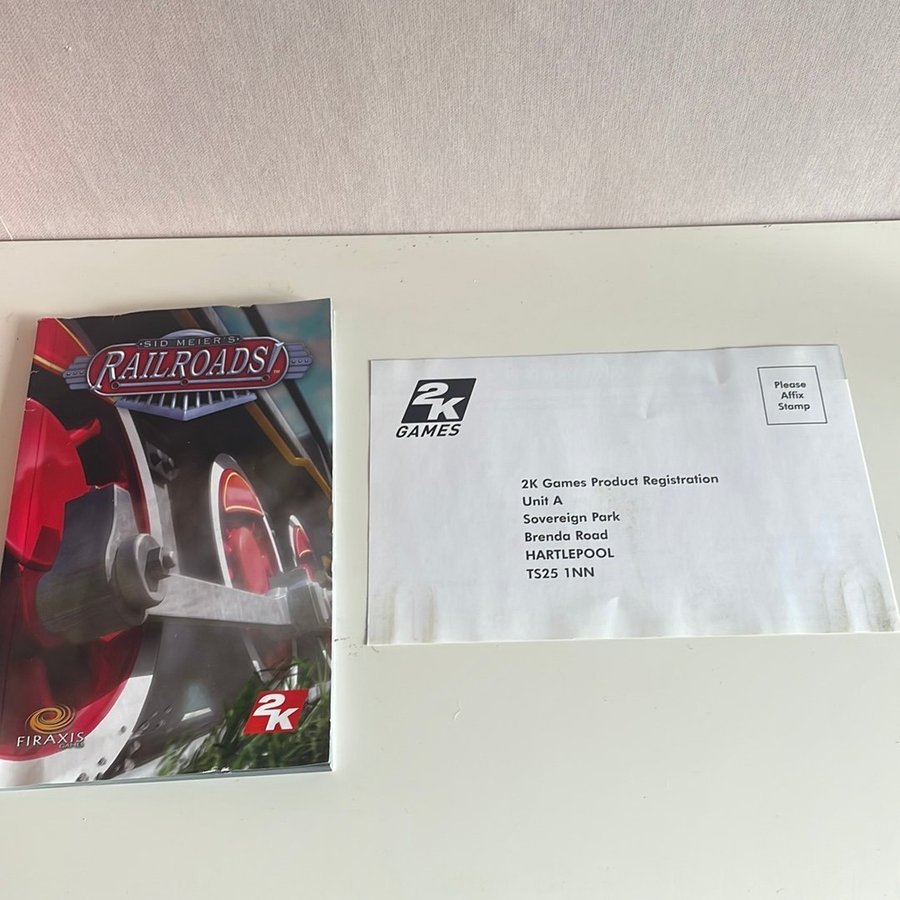 SID MEIER'S
RAILROADS!™
FIRAXIS
GAMES
2K
2K
GAMES
Please
Affix
Stamp
2K Games Product Registration
Unit A
Sovereign Park
Brenda Road
HARTLEPOOL
TS25 1NN